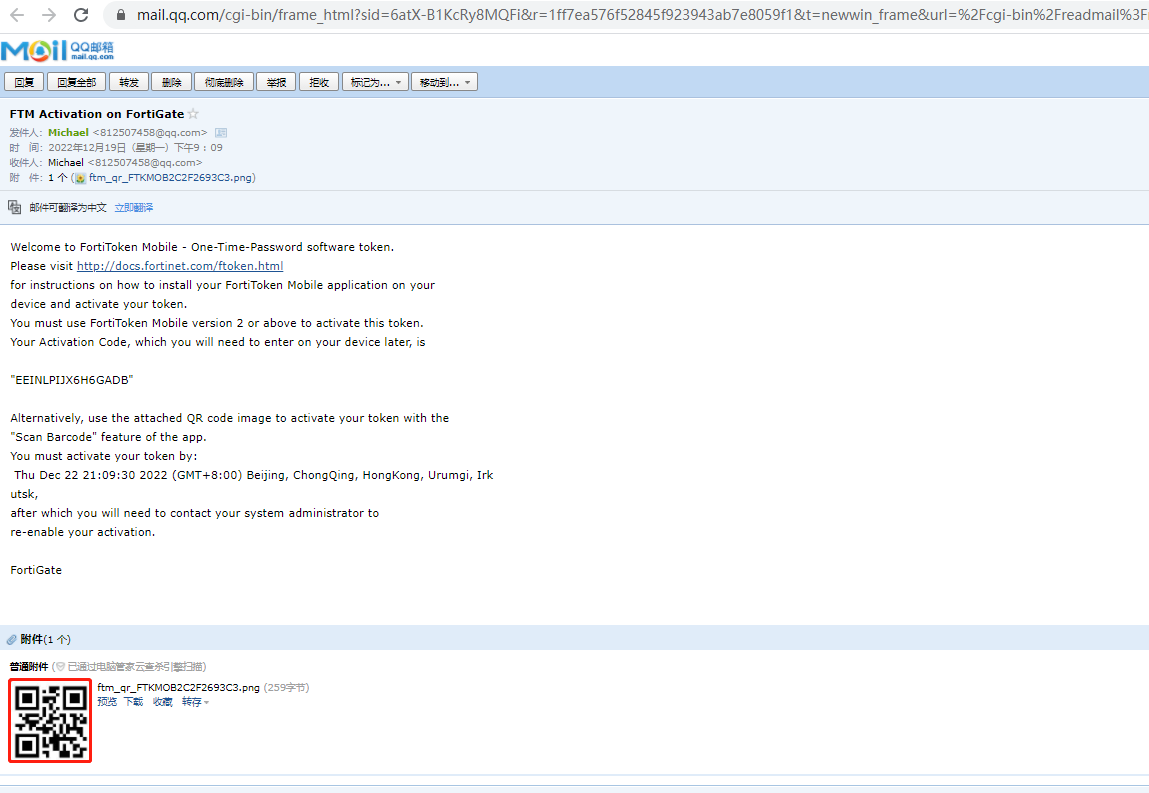 mail.qq.com/cgi-bin/frame_html?sid=6atX-B1KcRy8MQFi&r=1ff7ea576f52845f923943ab7e8059f1&t=newwin_frame&url=%2Fcgi-bin%2Freadmail%3F
Mail QQ邮箱
mail.qq.com
回复 回复全部 转发 删除 彻底删除 举报 拒收 标记为... 移动到...
FTM Activation on FortiGate
发件人: Michael <812507458@qq.com>
时 间: 2022年12月19日 (星期一) 下午9:09
收件人: Michael <812507458@qq.com>
附 件: 1 个 (ftm_qr_FTKMOB2C2F2693C3.png)
邮件可翻译为中文 立即翻译
Welcome to FortiToken Mobile - One-Time-Password software token.
Please visit http://docs.fortinet.com/ftoken.html
for instructions on how to install your FortiToken Mobile application on your
device and activate your token.
You must use FortiToken Mobile version 2 or above to activate this token.
Your Activation Code, which you will need to enter on your device later, is
"EEINLPIJX6H6GADB"
Alternatively, use the attached QR code image to activate your token with the
"Scan Barcode" feature of the app.
You must activate your token by:
Thu Dec 22 21:09:30 2022 (GMT+8:00) Beijing, ChongQing, HongKong, Urumgi, Irk
utsk,
after which you will need to contact your system administrator to
re-enable your activation.
FortiGate
附件(1 个)
普通附件 (已通过电脑管家云查杀引擎扫描)
ftm_qr_FTKMOB2C2F2693C3.png (259字节)
预览 下载 收藏 转存